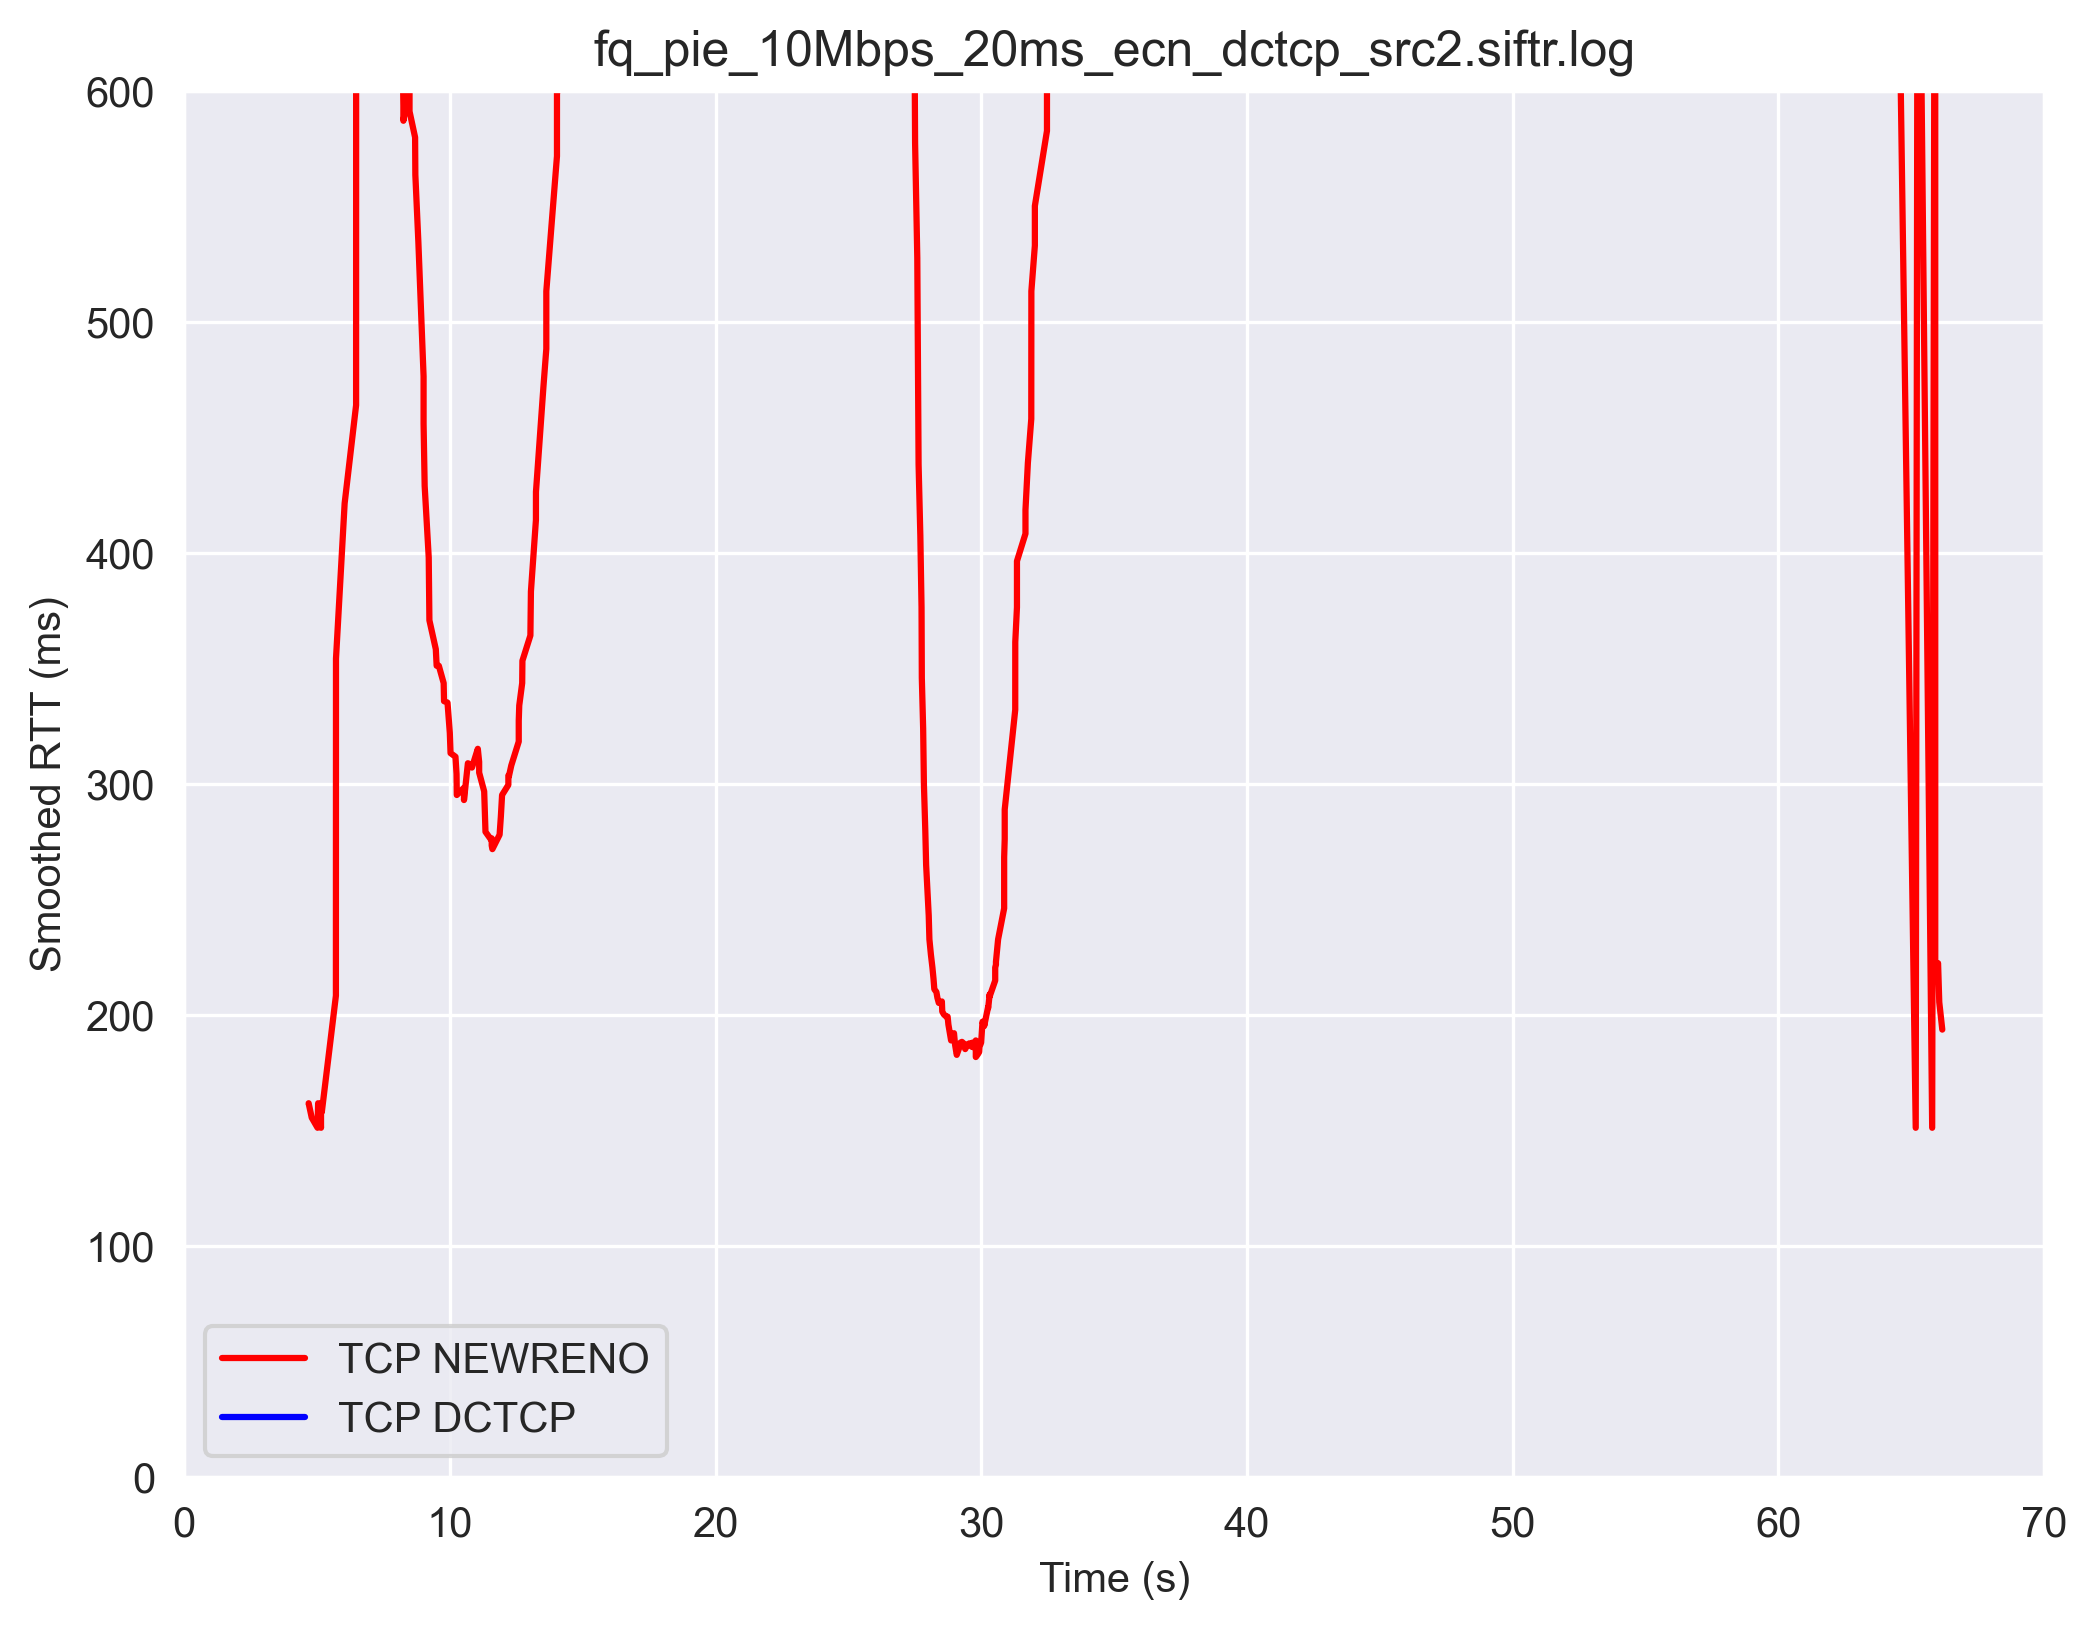 fq_pie_10Mbps_20ms_ecn_dctcp_src2.siftr.log
600
500
400
300
200
100
0
Smoothed RTT (ms)
TCP NEWRENO
TCP DCTCP
0 10 20 30 40 50 60 70
Time (s)